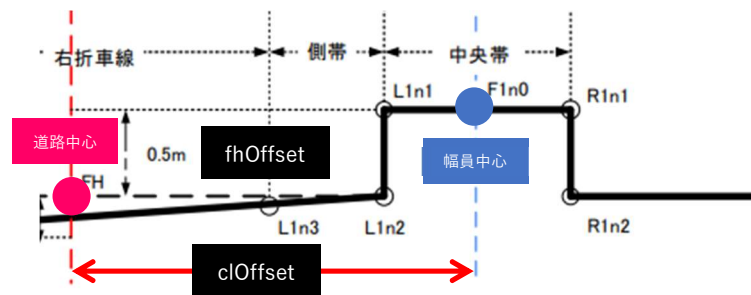 右折車線
側帯
中央帯
L1n1
F1n0
R1n1
道路中心
0.5m
fhOffset
幅員中心
FH
L1n3
L1n2
R1n2
clOffset